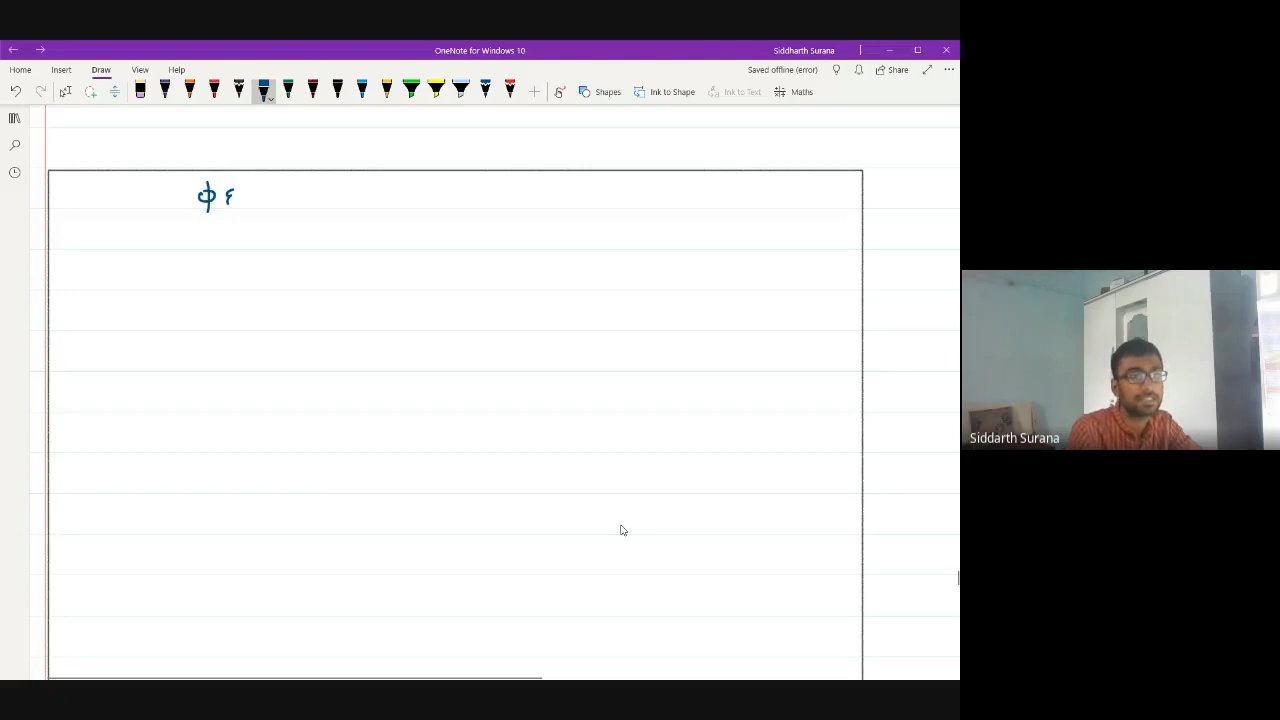 OneNote for Windows 10
Siddharth Surana
Home Insert Draw View Help
Saved offline (error) Share
Shapes Ink to Shape Ink to Text Maths
Siddarth Surana